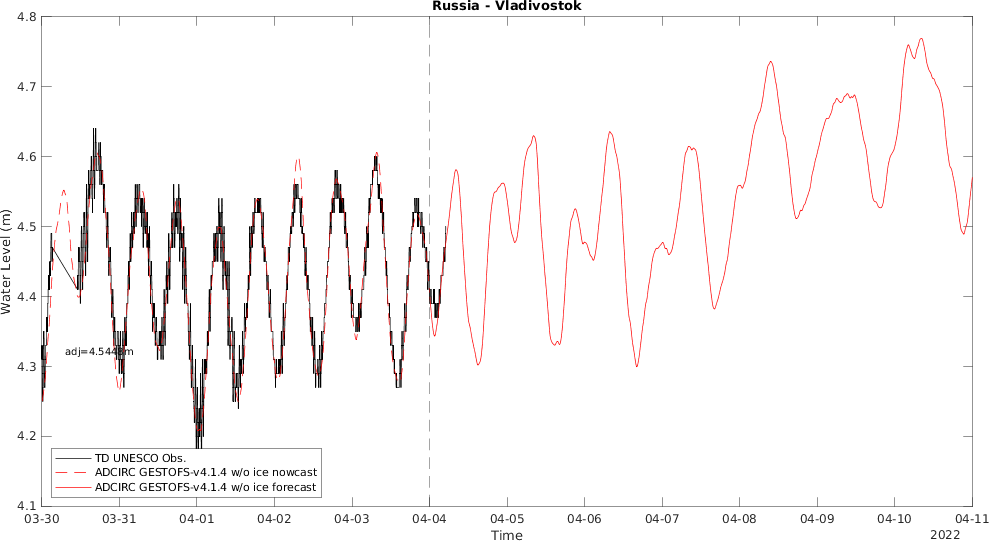 Russia - Vladivostok
4.8
4.7
4.6
4.5
4.4
4.3
4.2
4.1
Water Level (m)
TD UNESCO Obs.
ADCIRC GESTOFS-v4.1.4 w/o ice nowcast
ADCIRC GESTOFS-v4.1.4 w/o ice forecast
03-30 03-31 04-01 04-02 04-03 04-04 04-05 04-06 04-07 04-08 04-09 04-10 04-11
Time
2022